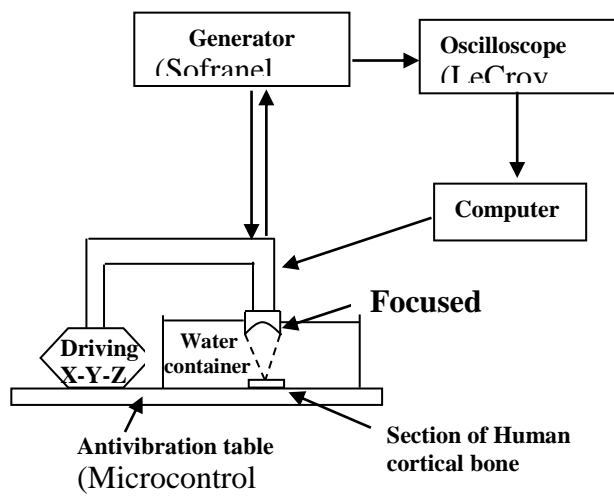 Generator
(Sofranel
Oscilloscope
(LeCroy
Computer
Focused
Water
container
Driving
X-Y-Z
Antivibration table
(Microcontrol
Section of Human
cortical bone